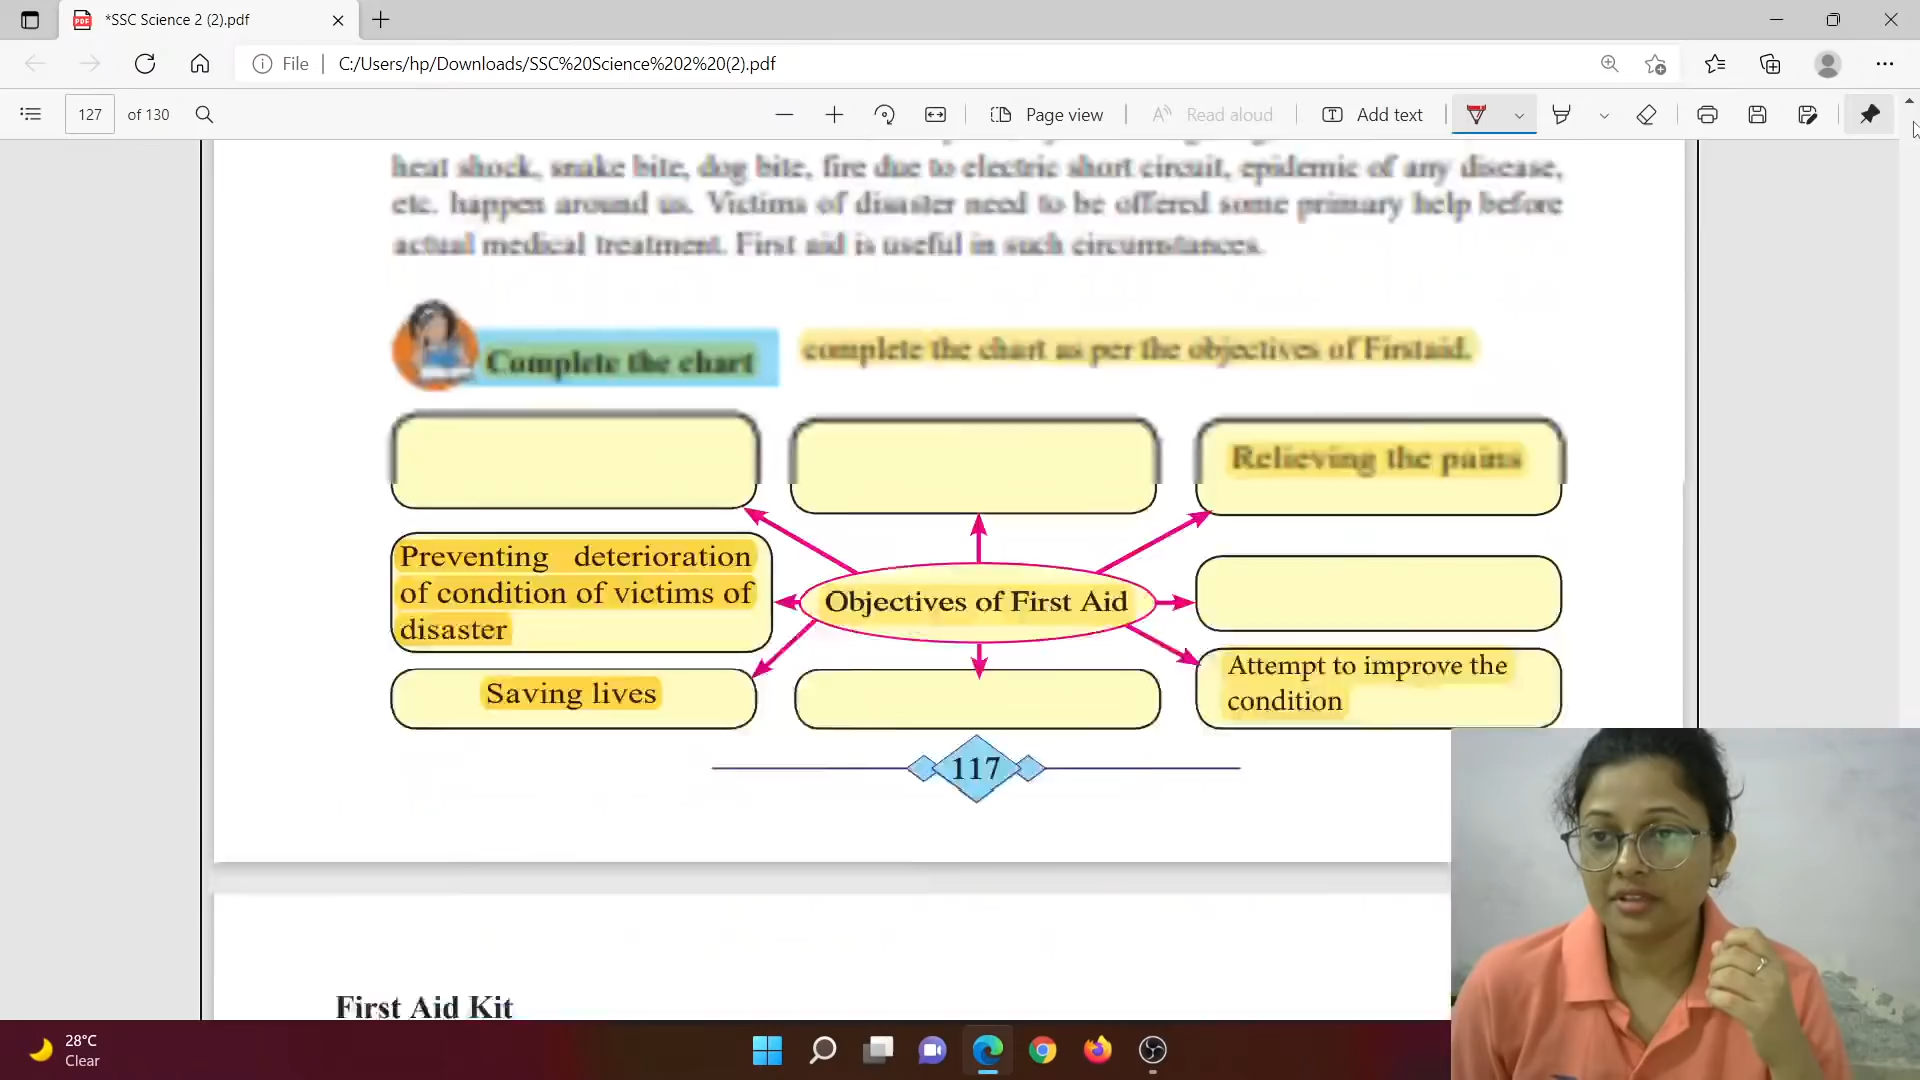 *SSC Science 2 (2).pdf
File
C:/Users/hp/Downloads/SSC%20Science%202%20(2).pdf
127
of 130
Page view
Read aloud
Add text
heat shock, snake bite, dog bite, fire due to electric short circuit, epidemic of any disease,
etc. happen around us. Victims of disaster need to be offered some primary help before
actual medical treatment. First aid is useful in such circumstances.
Complete the chart
complete the chart as per the objectives of Firstaid.
Relieving the pains
Preventing deterioration
of condition of victims of
disaster
Objectives of First Aid
Saving lives
Attempt to improve the
condition
117
First Aid Kit
28°C
Clear